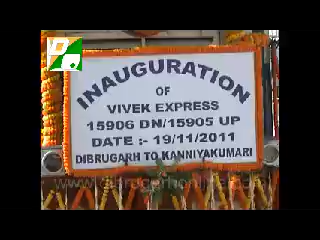 INAUGURATION
OF
VIVEK EXPRESS
15906 DN/15905 UP
DATE :- 19/11/2011
DIBRUGARH TO KANNIYAKUMARI